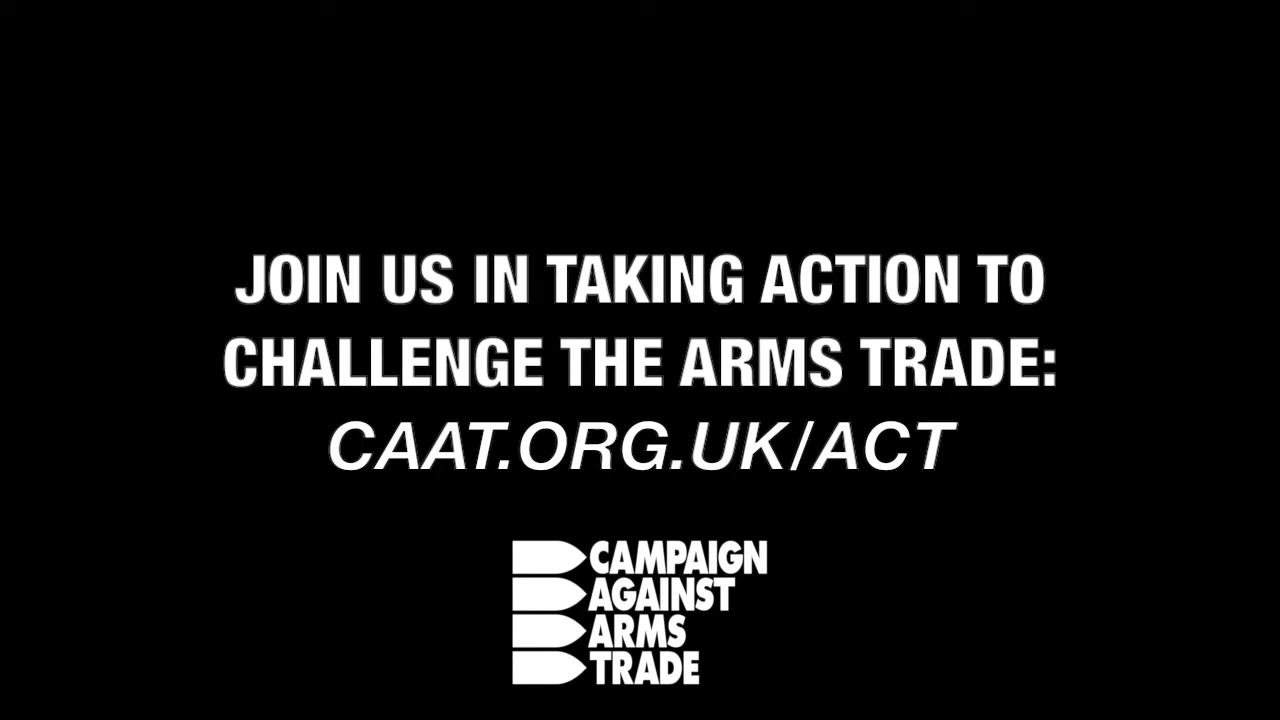 JOIN US IN TAKING ACTION TO
CHALLENGE THE ARMS TRADE:
CAAT.ORG.UK/ACT
CAMPAIGN
AGAINST
ARMS
TRADE